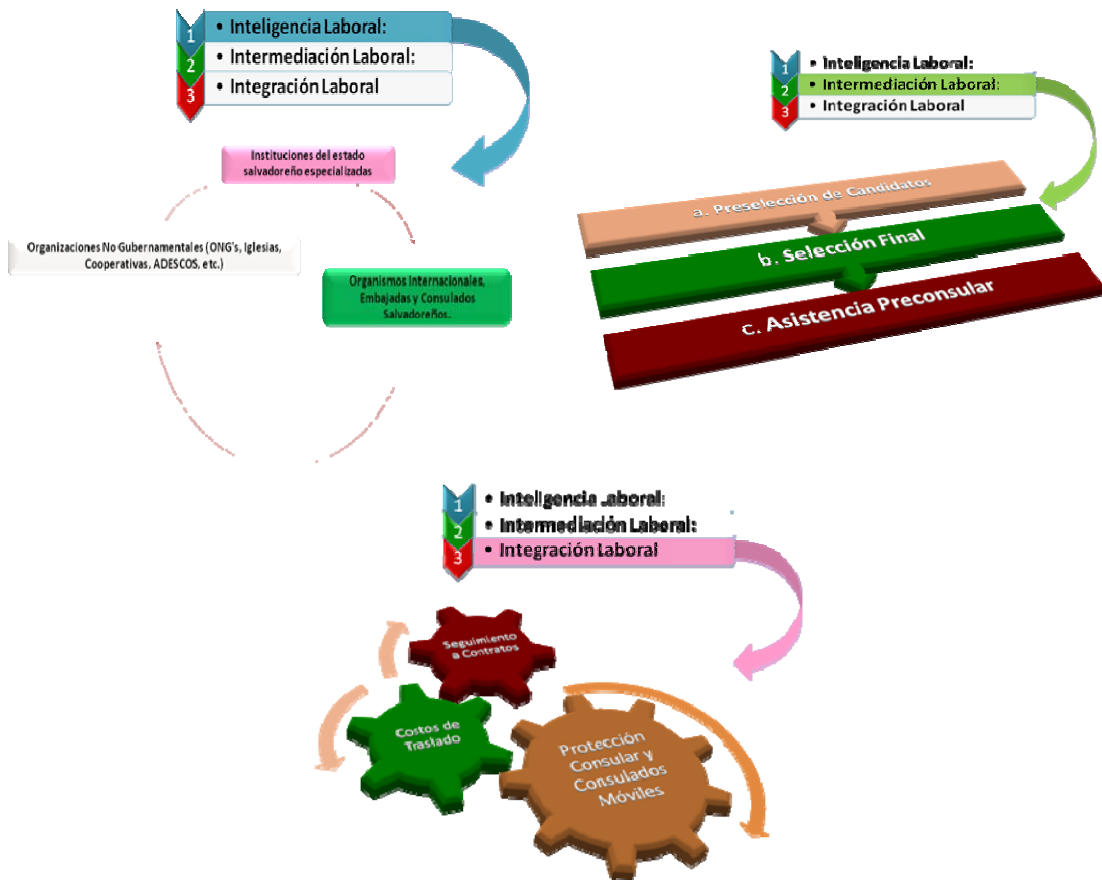 1
• Inteligencia Laboral:
2
• Intermediación Laboral:
3
• Integración Laboral
Instituciones del estado
salvadoreño especializadas
Organizaciones No Gubernamentales (ONG's, Iglesias,
Cooperativas, ADESCOS, etc.)
Organismos Internacionales,
Embajadas y Consulados
Salvadoreños.
1
• Inteligencia Laboral:
2
• Intermediación Laboral:
3
• Integración Laboral
a. Preselección de Candidatos
b. Selección Final
c. Asistencia Preconsular
1
• Inteligencia Laboral:
2
• Intermediación Laboral:
3
• Integración Laboral
Seguimiento
a Contratos
Costos de
Traslado
Protección
Consular y
Consulados
Móviles